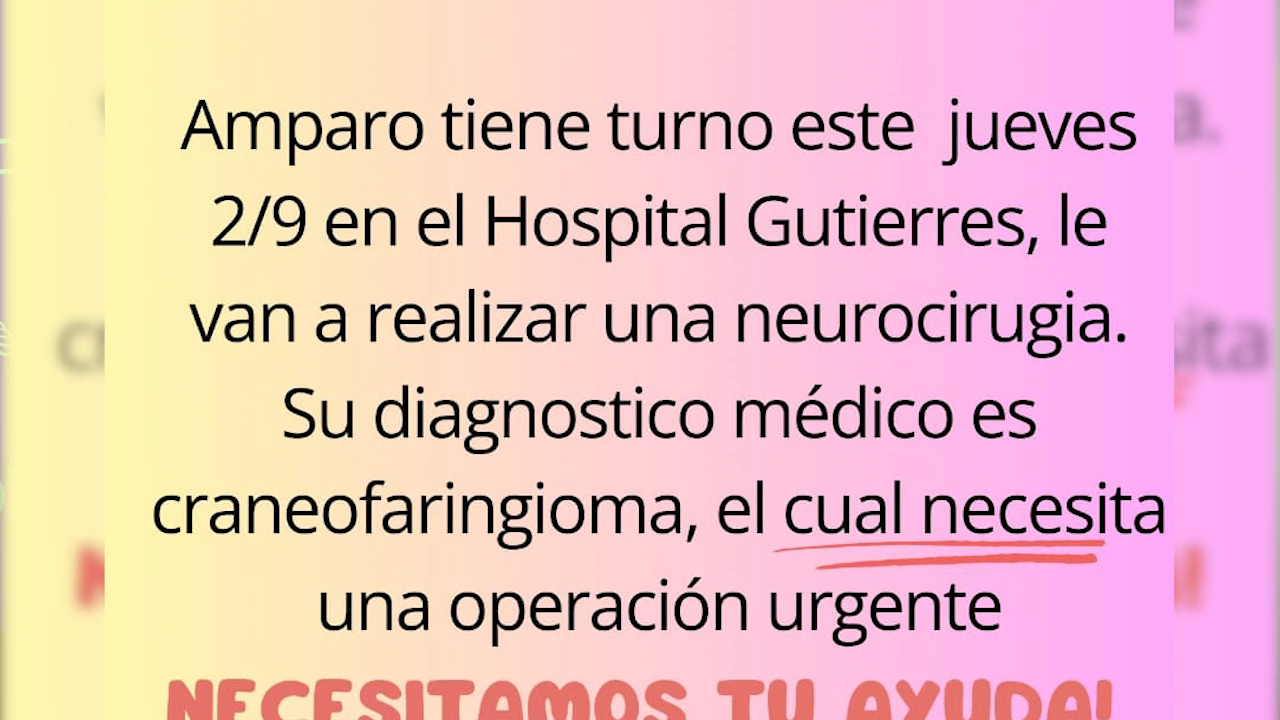 Amparo tiene turno este jueves
2/9 en el Hospital Gutierres, le
van a realizar una neurocirugia.
Su diagnostico médico es
craneofaringioma, el cual necesita
una operación urgente
NECESITAMOS TU AYUDA!